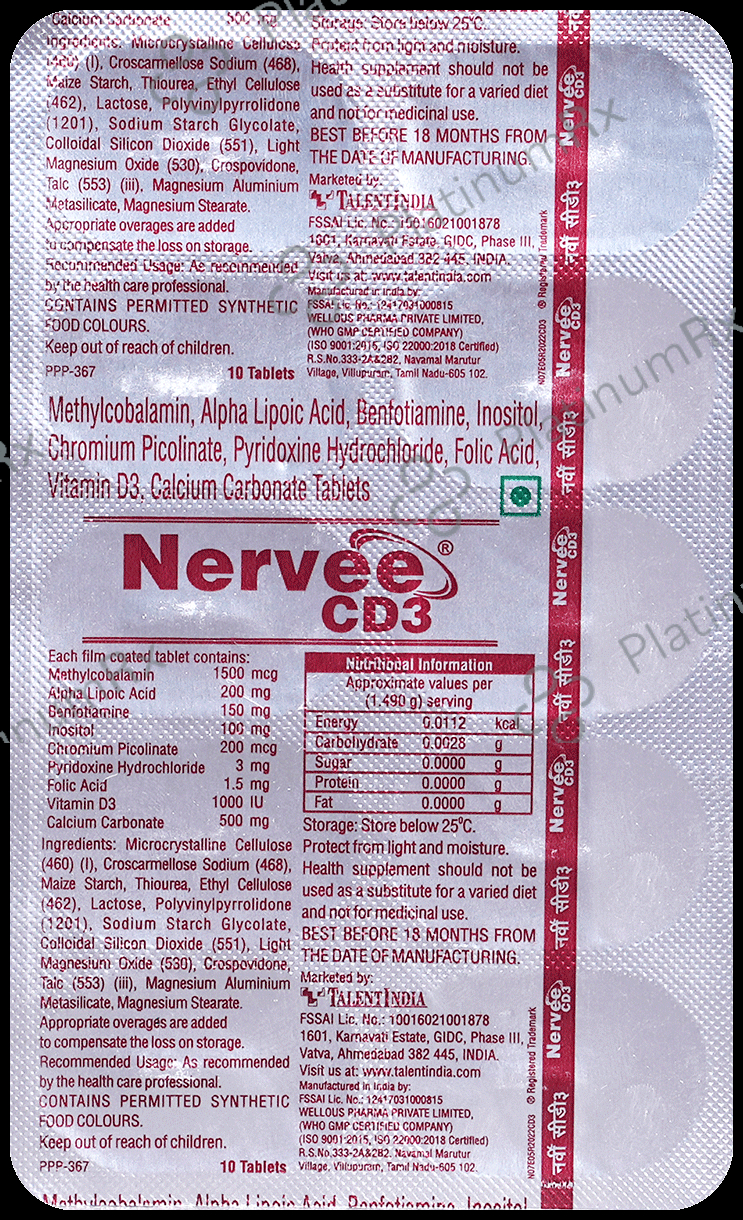 Calcium Carbonate 500 mg
Ingredients: Microcrystalline Cellulose
(460) (I), Croscarmellose Sodium (468),
Maize Starch, Thiourea, Ethyl Cellulose
(462), Lactose, Polyvinylpyrrolidone
(1201), Sodium Starch Glycolate,
Colloidal Silicon Dioxide (551), Light
Magnesium Oxide (530), Crospovidone,
Talc (553) (iii), Magnesium Aluminium
Metasilicate, Magnesium Stearate.
Appropriate overages are added
to compensate the loss on storage.
Recommended Usage: As recommended
by the health care professional.
CONTAINS PERMITTED SYNTHETIC
FOOD COLOURS.
Keep out of reach of children.
PPP-367 10 Tablets
Storage: Store below 25°C.
Protect from light and moisture.
Health supplement should not be
used as a substitute for a varied diet
and not for medicinal use.
BEST BEFORE 18 MONTHS FROM
THE DATE OF MANUFACTURING.
Marketed by:
TALENTINDIA
FSSAI Lic. No.: 10016021001878
1601, Karnavati Estate, GIDC, Phase III,
Vatva, Ahmedabad 382 445, INDIA.
Visit us at: www.talentindia.com
Manufactured in India by:
FSSAI Lic. No.: 12417031000815
WELLOUS PHARMA PRIVATE LIMITED,
(WHO GMP CERTIFIED COMPANY)
(ISO 9001:2015, ISO 22000:2018 Certified)
R.S.No.333-2A&2B2, Navamal Marutur
Village, Villupuram, Tamil Nadu-605 102.
N07E05R2022CD3 ® Registered Trademark
Methylcobalamin, Alpha Lipoic Acid, Benfotiamine, Inositol,
Chromium Picolinate, Pyridoxine Hydrochloride, Folic Acid,
Vitamin D3, Calcium Carbonate Tablets
Nervee®
CD3
Each film coated tablet contains:
Methylcobalamin 1500 mcg
Alpha Lipoic Acid 200 mg
Benfotiamine 150 mg
Inositol 100 mg
Chromium Picolinate 200 mcg
Pyridoxine Hydrochloride 3 mg
Folic Acid 1.5 mg
Vitamin D3 1000 IU
Calcium Carbonate 500 mg
Ingredients: Microcrystalline Cellulose
(460) (I), Croscarmellose Sodium (468),
Maize Starch, Thiourea, Ethyl Cellulose
(462), Lactose, Polyvinylpyrrolidone
(1201), Sodium Starch Glycolate,
Colloidal Silicon Dioxide (551), Light
Magnesium Oxide (530), Crospovidone,
Talc (553) (iii), Magnesium Aluminium
Metasilicate, Magnesium Stearate.
Appropriate overages are added
to compensate the loss on storage.
Recommended Usage: As recommended
by the health care professional.
CONTAINS PERMITTED SYNTHETIC
FOOD COLOURS.
Keep out of reach of children.
PPP-367 10 Tablets
Nutritional Information
Approximate values per
(1.490 g) serving
Energy 0.0112 kcal
Carbohydrate 0.0028 g
Sugar 0.0000 g
Protein 0.0000 g
Fat 0.0000 g
Storage: Store below 25°C.
Protect from light and moisture.
Health supplement should not be
used as a substitute for a varied diet
and not for medicinal use.
BEST BEFORE 18 MONTHS FROM
THE DATE OF MANUFACTURING.
Marketed by:
TALENTINDIA
FSSAI Lic. No.: 10016021001878
1601, Karnavati Estate, GIDC, Phase III,
Vatva, Ahmedabad 382 445, INDIA.
Visit us at: www.talentindia.com
Manufactured in India by:
FSSAI Lic. No.: 12417031000815
WELLOUS PHARMA PRIVATE LIMITED,
(WHO GMP CERTIFIED COMPANY)
(ISO 9001:2015, ISO 22000:2018 Certified)
R.S.No.333-2A&2B2, Navamal Marutur
Village, Villupuram, Tamil Nadu-605 102.
N07E05R2022CD3 ® Registered Trademark
Methylcobalamin, Alpha Lipoic Acid, Benfotiamine, Inositol
Nervee CD3
नर्वी सीडी३
Nervee CD3
नर्वी सीडी३
Nervee CD3
नर्वी सीडी३
Nervee CD3
नर्वी सीडी३
Nervee CD3
नर्वी सीडी३
PlatinumRx
PlatinumRx
PlatinumRx